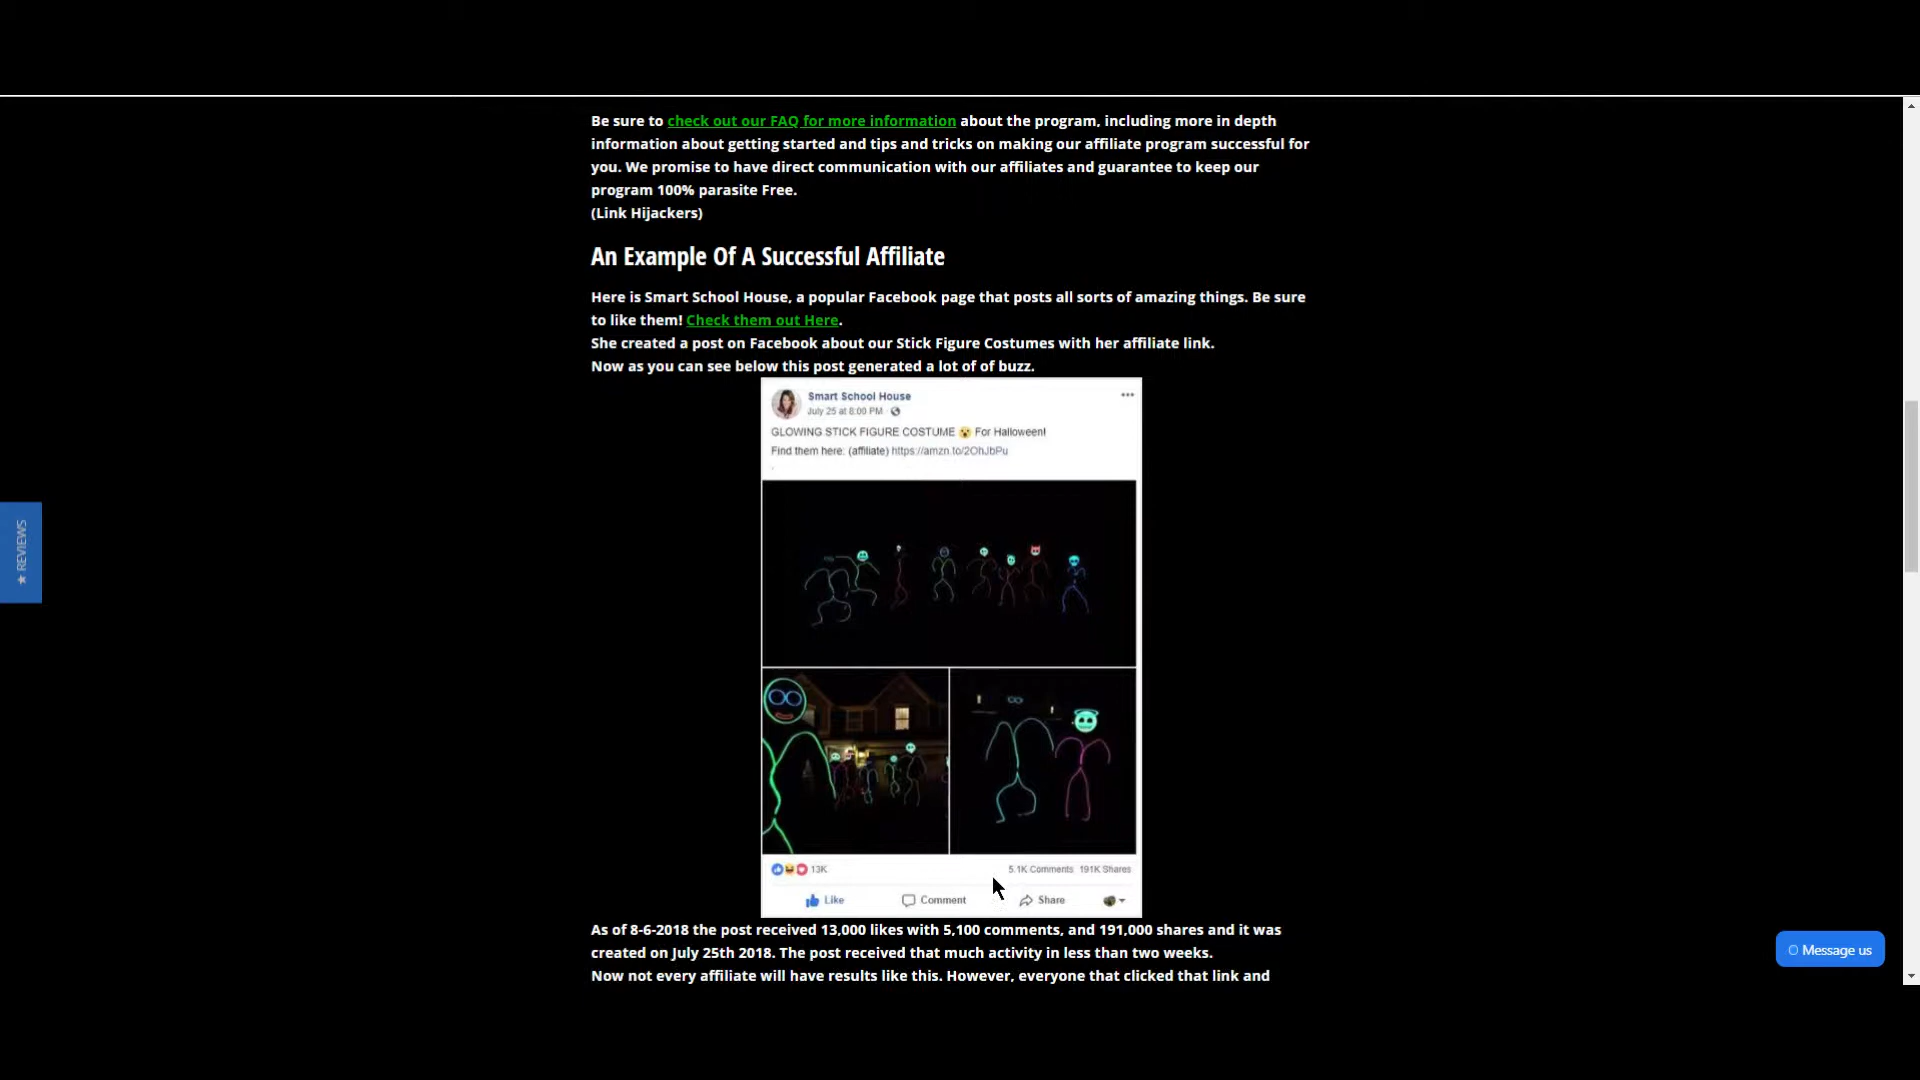 Be sure to check out our FAQ for more information about the program, including more in depth
information about getting started and tips and tricks on making our affiliate program successful for
you. We promise to have direct communication with our affiliates and guarantee to keep our
program 100% parasite Free.
(Link Hijackers)
An Example Of A Successful Affiliate
Here is Smart School House, a popular Facebook page that posts all sorts of amazing things. Be sure
to like them! Check them out Here.
She created a post on Facebook about our Stick Figure Costumes with her affiliate link.
Now as you can see below this post generated a lot of of buzz.
Smart School House
July 25 at 8:00 PM
GLOWING STICK FIGURE COSTUME 😮 For Halloween!
Find them here: (affiliate) https://amzn.to/2OhJbPu
13K
5.1K Comments 191K Shares
Like Comment Share
As of 8-6-2018 the post received 13,000 likes with 5,100 comments, and 191,000 shares and it was
created on July 25th 2018. The post received that much activity in less than two weeks.
Now not every affiliate will have results like this. However, everyone that clicked that link and
★ REVIEWS
Message us